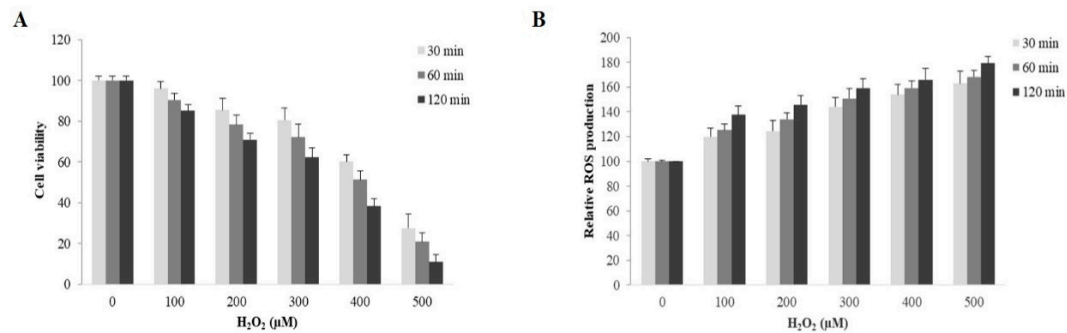 A
120
100
80
60
40
20
0
Cell viability
0 100 200 300 400 500
H₂O₂ (µM)
30 min
60 min
120 min
B
200
180
160
140
120
100
80
60
40
20
0
Relative ROS production
0 100 200 300 400 500
H₂O₂ (µM)
30 min
60 min
120 min